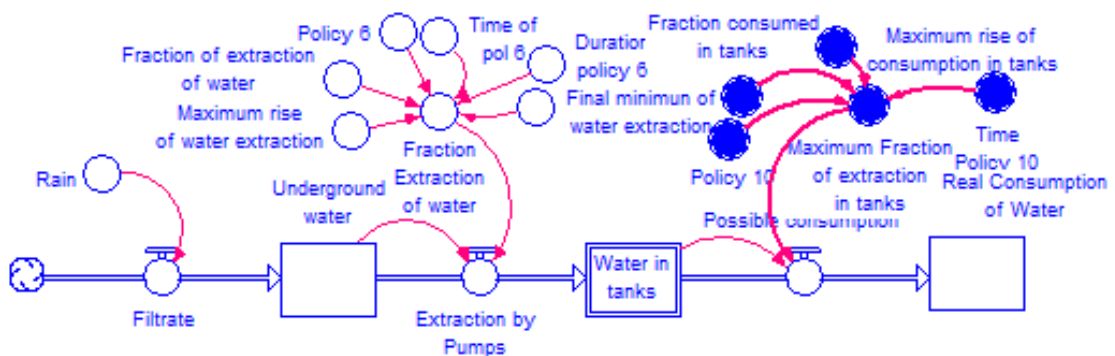 Policy 6
Time of
pol 6
Fraction of extraction
of water
Duratior
policy 6
Maximum rise
of water extraction
Final minimun of
water extraction
Fraction consumed
in tanks
Maximum rise of
consumption in tanks
Rain
Fraction
Extraction
of water
Underground
water
Policy 10
Maximum Fraction
of extraction
in tanks
Time
Policy 10
Real Consumption
of Water
Possible consumption
Water in
tanks
Filtrate
Extraction by
Pumps